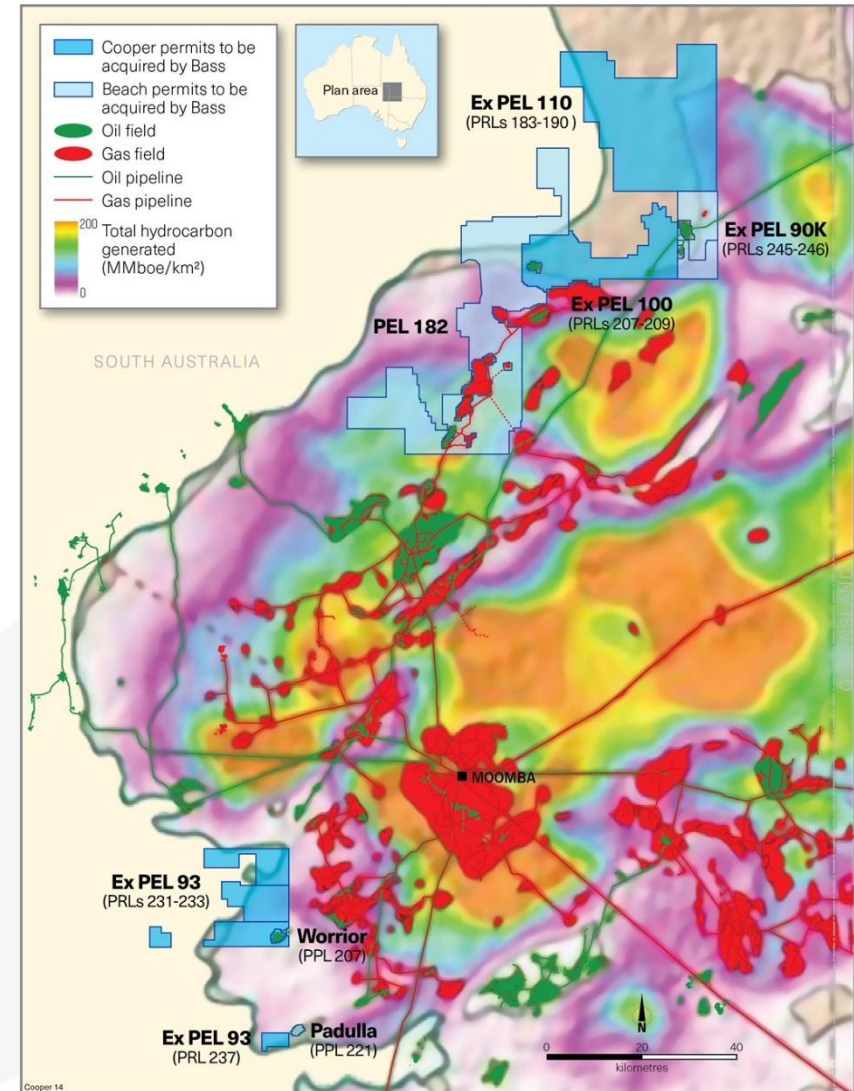 Cooper permits to be
acquired by Bass
Beach permits to be
acquired by Bass
Oil field
Gas field
Oil pipeline
Gas pipeline
200
Total hydrocarbon
generated
(MMboe/km²)
0
Plan area
Ex PEL 110
(PRLs 183-190 )
Ex PEL 90K
(PRLs 245-246)
Ex PEL 100
(PRLs 207-209)
PEL 182
SOUTH AUSTRALIA
QUEENSLAND
MOOMBA
Ex PEL 93
(PRLs 231-233)
Worrior
(PPL 207)
Ex PEL 93
(PRL 237)
Padulla
(PPL 221)
N
0 20 40
kilometres
Cooper 14